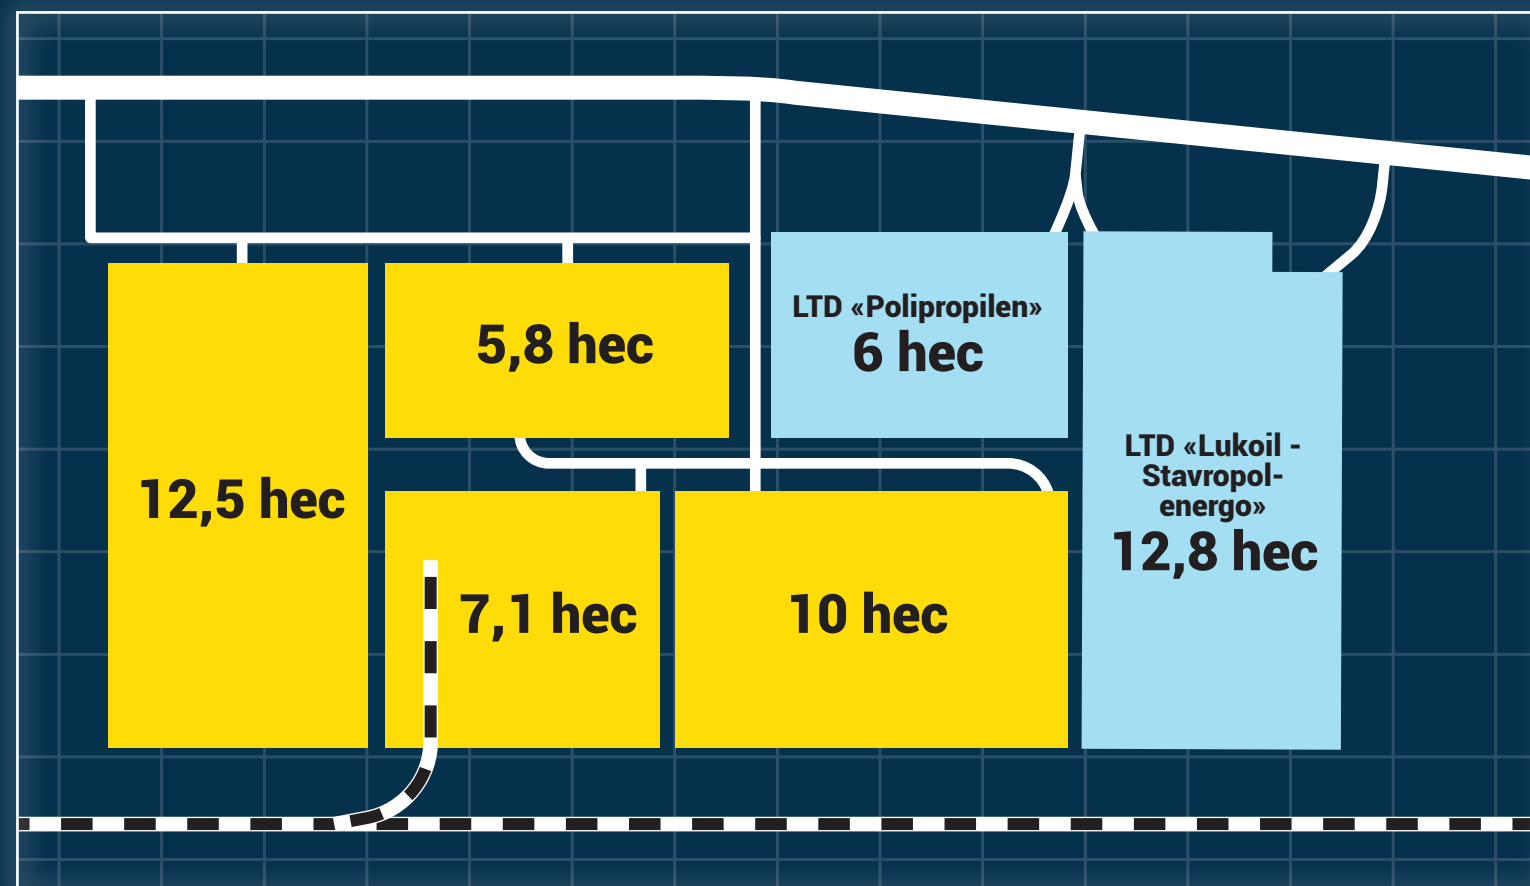 5,8 hec
LTD «Polipropilen»
6 hec
12,5 hec
LTD «Lukoil -
Stavropol-
energo»
12,8 hec
7,1 hec
10 hec